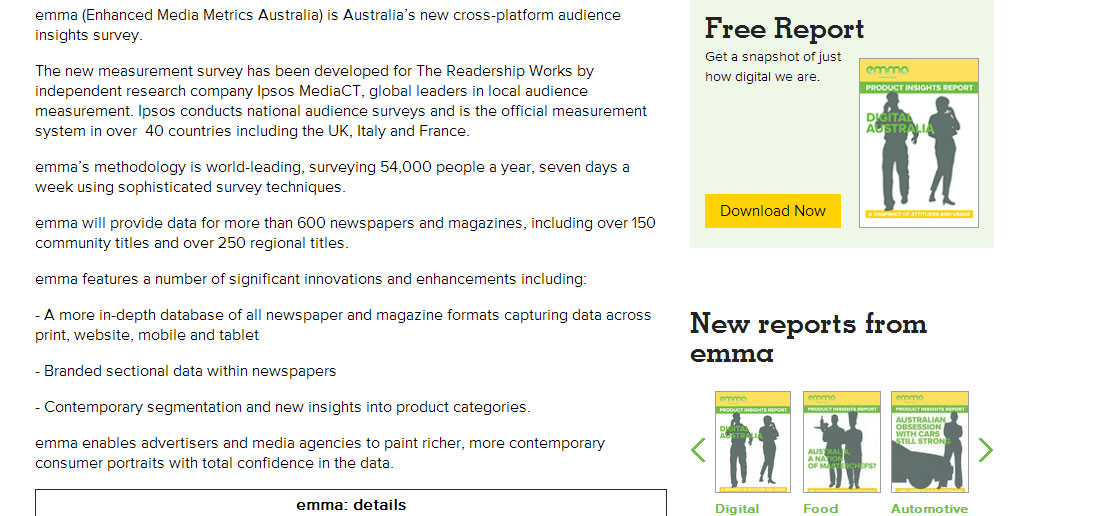 emma (Enhanced Media Metrics Australia) is Australia's new cross-platform audience
insights survey.
The new measurement survey has been developed for The Readership Works by
independent research company Ipsos MediaCT, global leaders in local audience
measurement. Ipsos conducts national audience surveys and is the official measurement
system in over  40 countries including the UK, Italy and France.
emma's methodology is world-leading, surveying 54,000 people a year, seven days a
week using sophisticated survey techniques.
emma will provide data for more than 600 newspapers and magazines, including over 150
community titles and over 250 regional titles.
emma features a number of significant innovations and enhancements including:
- A more in-depth database of all newspaper and magazine formats capturing data across
print, website, mobile and tablet
- Branded sectional data within newspapers
- Contemporary segmentation and new insights into product categories.
emma enables advertisers and media agencies to paint richer, more contemporary
consumer portraits with total confidence in the data.
emma: details
Free Report
Get a snapshot of just
how digital we are.
Download Now
emma
PRODUCT INSIGHTS REPORT
DIGITAL
AUSTRALIA
A SNAPSHOT OF ATTITUDES AND USAGE
New reports from
emma
emma
PRODUCT INSIGHTS REPORT
DIGITAL
AUSTRALIA
Digital
emma
PRODUCT INSIGHTS REPORT
AUSTRALIA,
A NATION
OF MASTERCHEFS?
Food
emma
PRODUCT INSIGHTS REPORT
AUSTRALIAN
OBSESSION
WITH CARS
STILL STRONG
Automotive